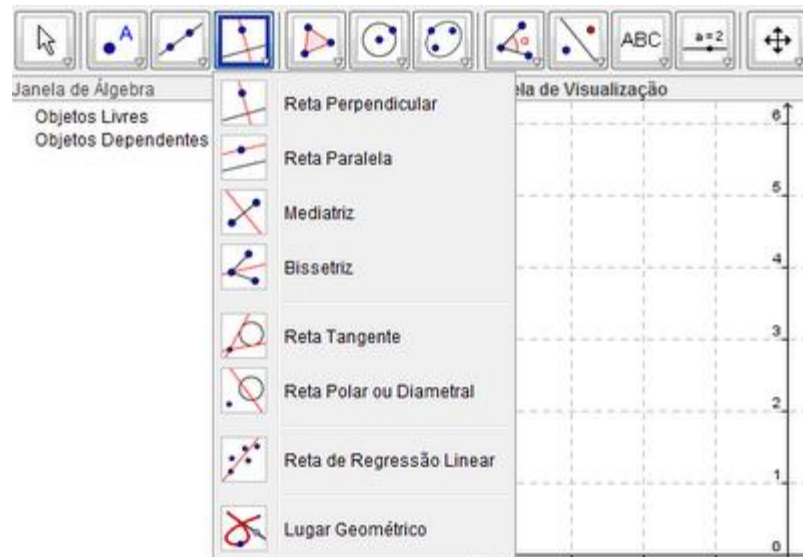 A
α
ABC
a=2
Janela de Álgebra
ela de Visualização
Objetos Livres
Objetos Dependentes
Reta Perpendicular
Reta Paralela
Mediatriz
Bissetriz
Reta Tangente
Reta Polar ou Diametral
Reta de Regressão Linear
Lugar Geométrico
6
5
4
3
2
1
0